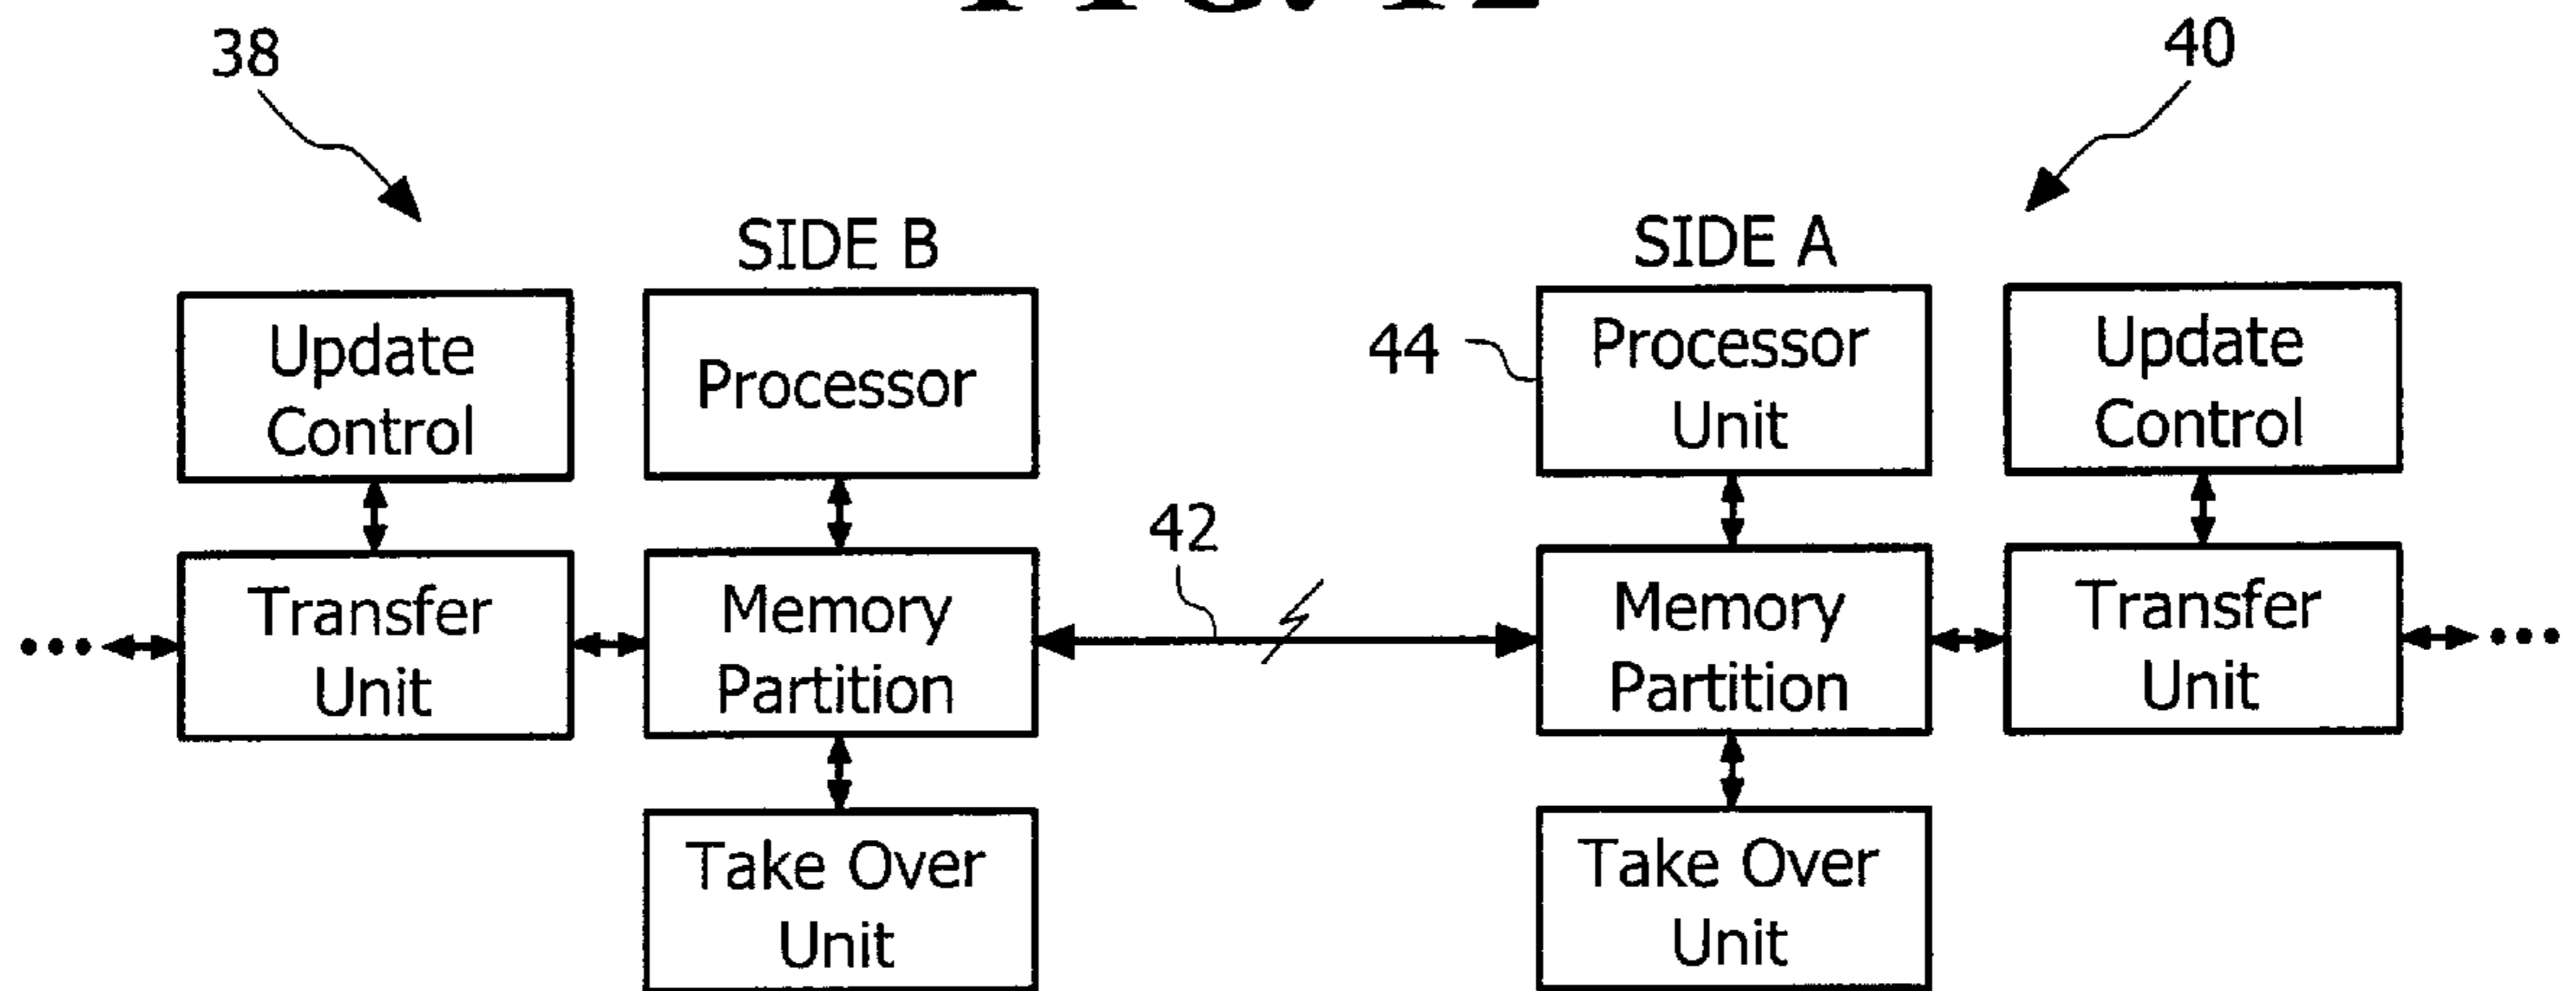 38
40
SIDE B
SIDE A
Update
Control
Processor
44
Processor
Unit
Update
Control
42
Transfer
Unit
Memory
Partition
Memory
Partition
Transfer
Unit
Take Over
Unit
Take Over
Unit